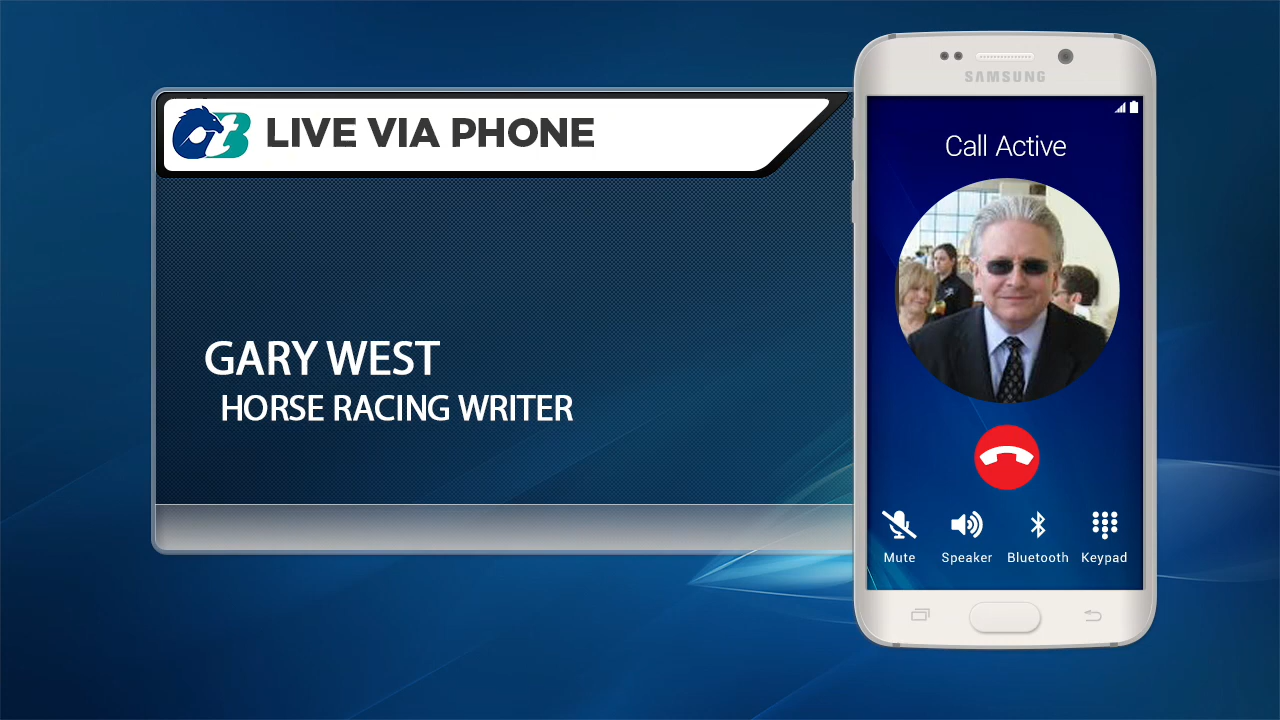 LIVE VIA PHONE
GARY WEST
HORSE RACING WRITER
SAMSUNG
Call Active
Mute Speaker Bluetooth Keypad